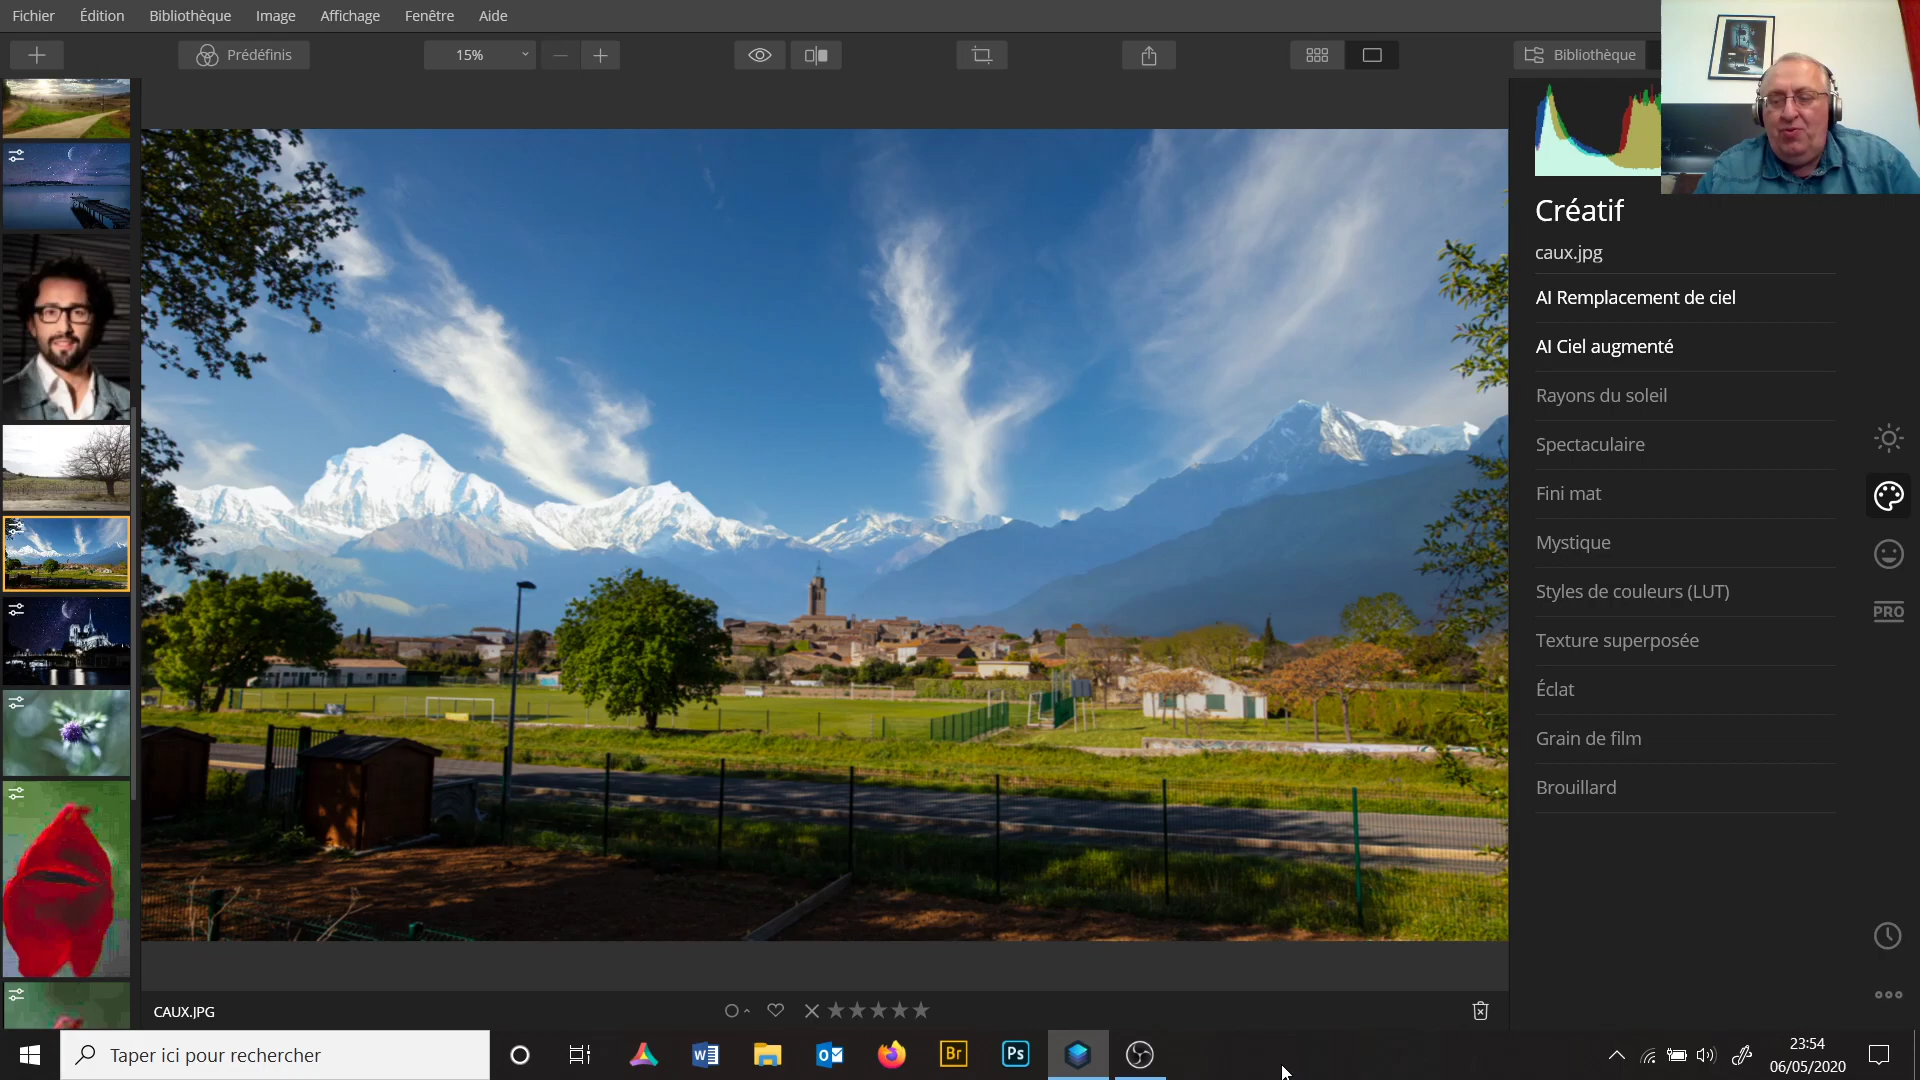 Fichier Édition Bibliothèque Image Affichage Fenêtre Aide
Prédéfinis 15% Bibliothèque
Créatif
caux.jpg
AI Remplacement de ciel
AI Ciel augmenté
Rayons du soleil
Spectaculaire
Fini mat
Mystique
PRO
Styles de couleurs (LUT)
Texture superposée
Éclat
Grain de film
Brouillard
CAUX.JPG
Taper ici pour rechercher
Br
Ps
23:54
06/05/2020